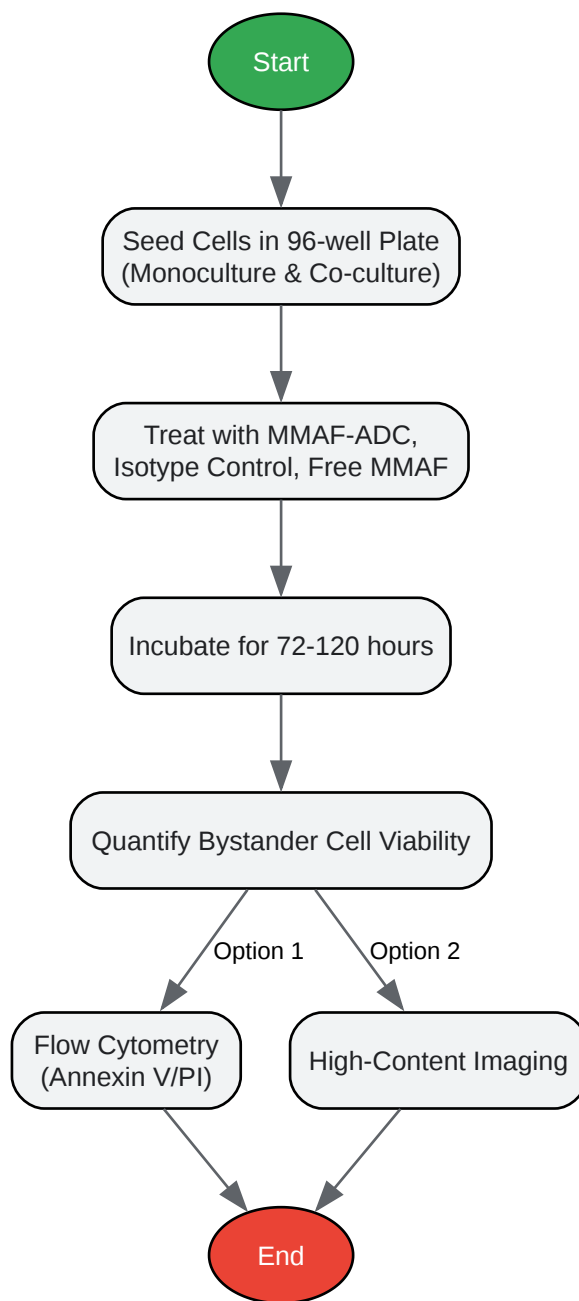 Start
Seed Cells in 96-well Plate
(Monoculture & Co-culture)
Treat with MMAF-ADC,
Isotype Control, Free MMAF
Incubate for 72-120 hours
Quantify Bystander Cell Viability
Option 1
Option 2
Flow Cytometry
(Annexin V/PI)
High-Content Imaging
End